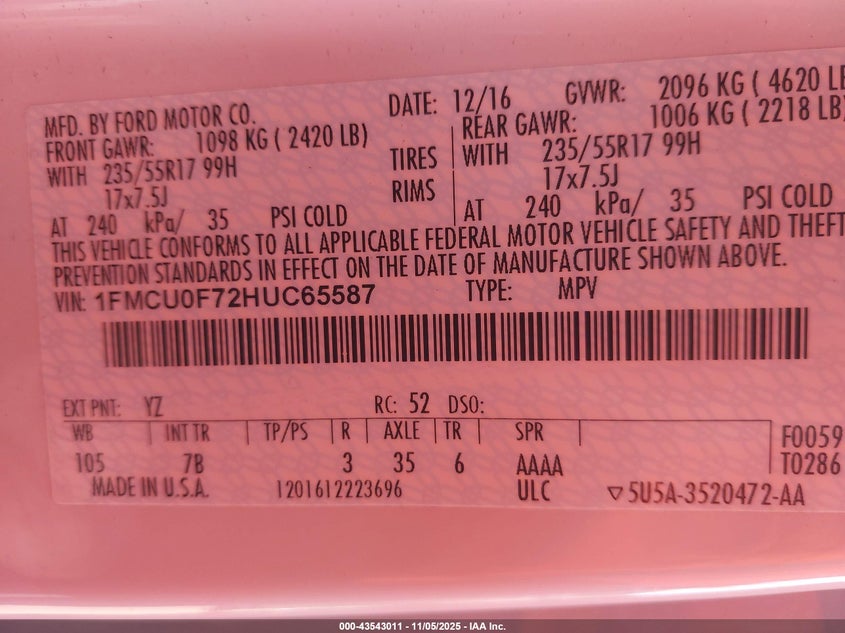 MFD. BY FORD MOTOR CO. DATE: 12/16 GVWR: 2096 KG ( 4620 LB
FRONT GAWR: 1098 KG ( 2420 LB) REAR GAWR: 1006 KG ( 2218 LB)
WITH 235/55R17 99H TIRES WITH 235/55R17 99H
17x7.5J RIMS 17x7.5J
AT 240 kPa/ 35 PSI COLD AT 240 kPa/ 35 PSI COLD
THIS VEHICLE CONFORMS TO ALL APPLICABLE FEDERAL MOTOR VEHICLE SAFETY AND THEFT
PREVENTION STANDARDS IN EFFECT ON THE DATE OF MANUFACTURE SHOWN ABOVE.
VIN: 1FMCU0F72HUC65587 TYPE: MPV
EXT PNT: YZ RC: 52 DSO:
WB INT TR TP/PS R AXLE TR SPR F0059
105 7B 3 35 6 AAAA T0286
MADE IN U.S.A. 1201612223696 ULC ▽5U5A-3520472-AA
000-43543011 - 11/05/2025 - IAA Inc.